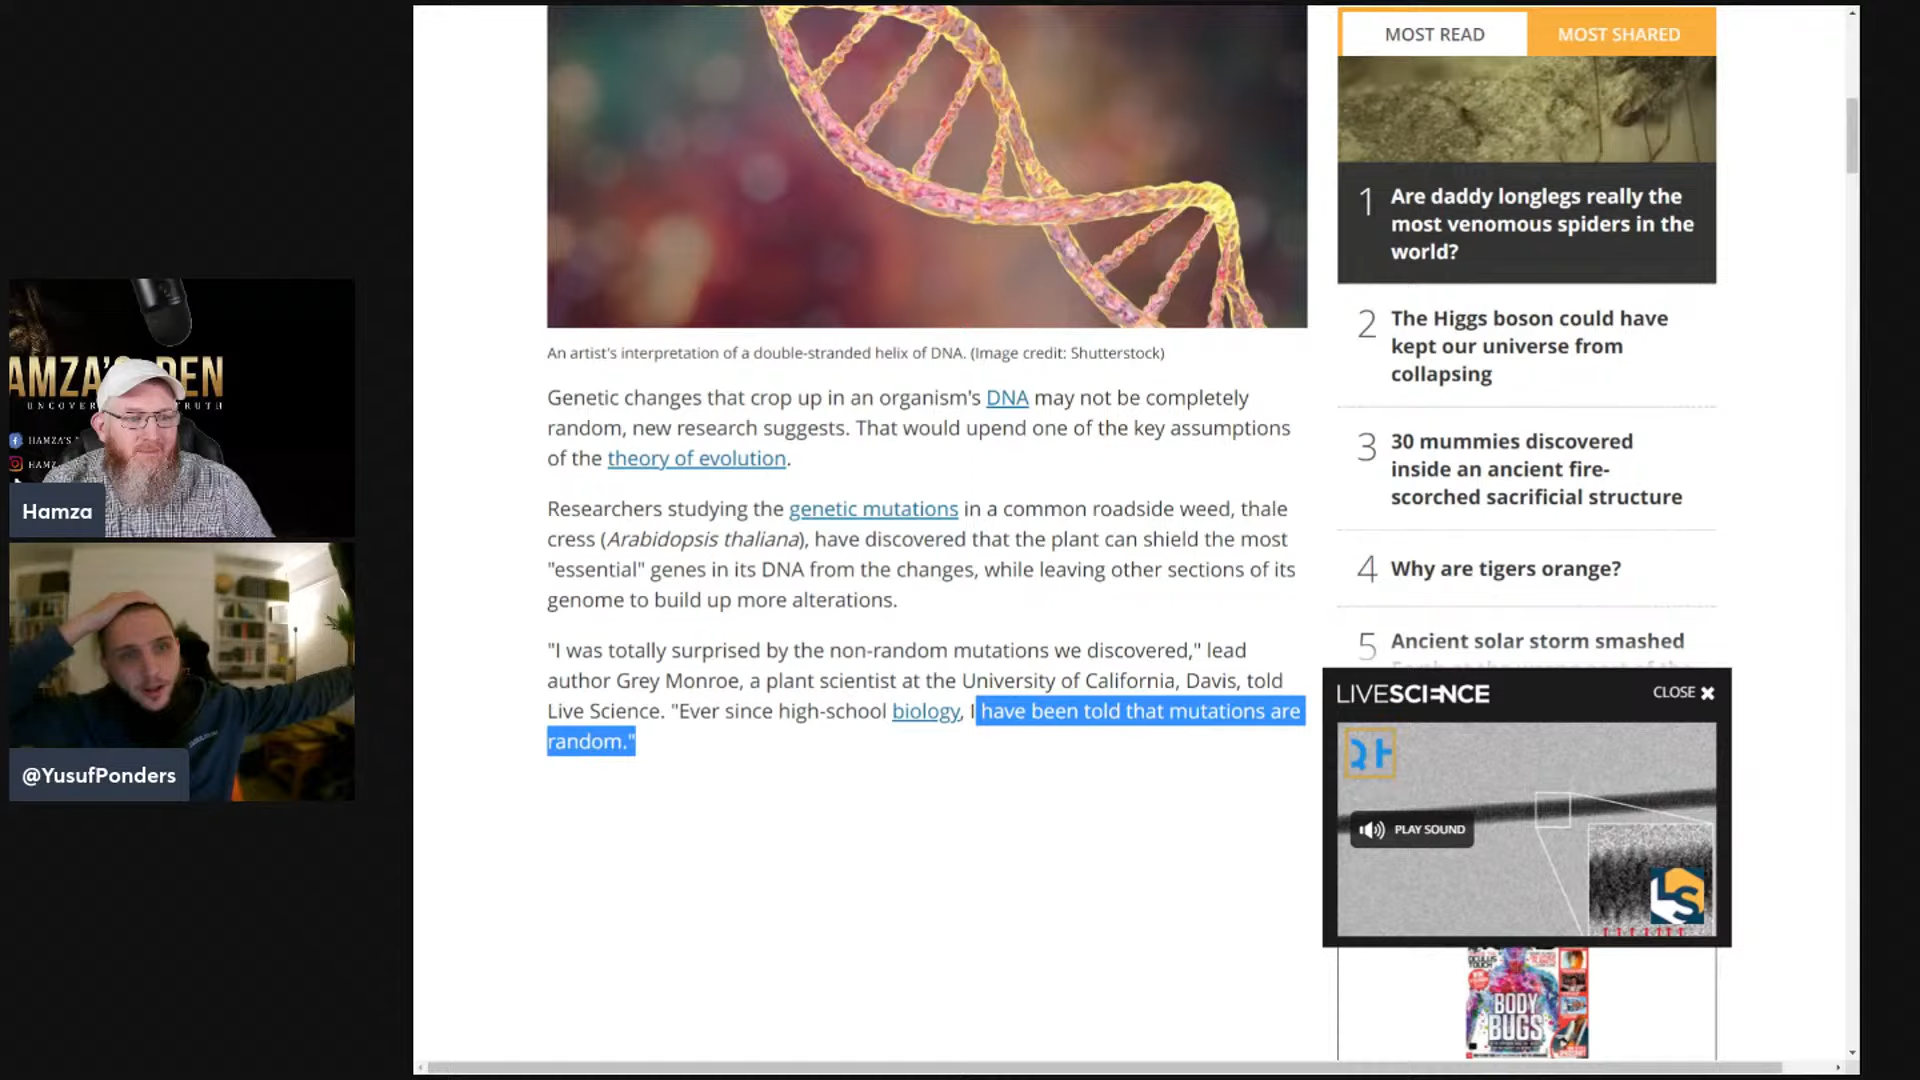 AMZA'S DEN
UNCOVER TRUTH
HAMZA'S
HAMZ
Hamza
@YusufPonders
An artist's interpretation of a double-stranded helix of DNA. (Image credit: Shutterstock)
Genetic changes that crop up in an organism's DNA may not be completely
random, new research suggests. That would upend one of the key assumptions
of the theory of evolution.
Researchers studying the genetic mutations in a common roadside weed, thale
cress (Arabidopsis thaliana), have discovered that the plant can shield the most
"essential" genes in its DNA from the changes, while leaving other sections of its
genome to build up more alterations.
"I was totally surprised by the non-random mutations we discovered," lead
author Grey Monroe, a plant scientist at the University of California, Davis, told
Live Science. "Ever since high-school biology, I have been told that mutations are
random."
MOST READ
MOST SHARED
1 Are daddy longlegs really the
most venomous spiders in the
world?
2 The Higgs boson could have
kept our universe from
collapsing
3 30 mummies discovered
inside an ancient fire-
scorched sacrificial structure
4 Why are tigers orange?
5 Ancient solar storm smashed
LIVESCIENCE
CLOSE
PLAY SOUND
LS
BODY
BUGS